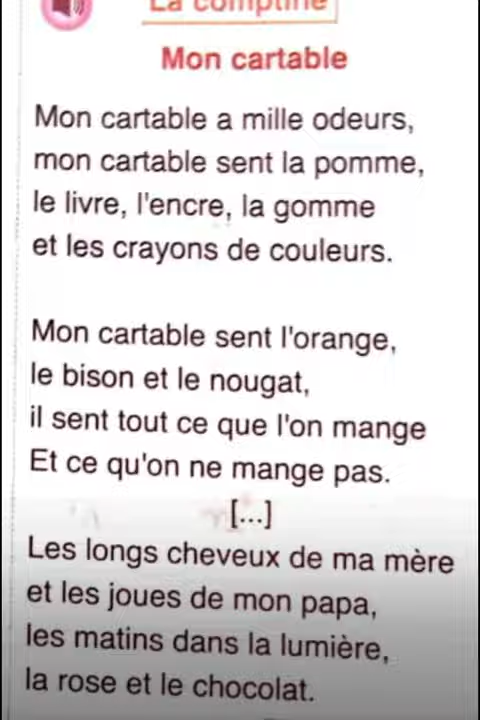 La comptine
Mon cartable
Mon cartable a mille odeurs,
mon cartable sent la pomme,
le livre, l'encre, la gomme
et les crayons de couleurs.
Mon cartable sent l'orange,
le bison et le nougat,
il sent tout ce que l'on mange
Et ce qu'on ne mange pas.
[...]
Les longs cheveux de ma mère
et les joues de mon papa,
les matins dans la lumière,
la rose et le chocolat.